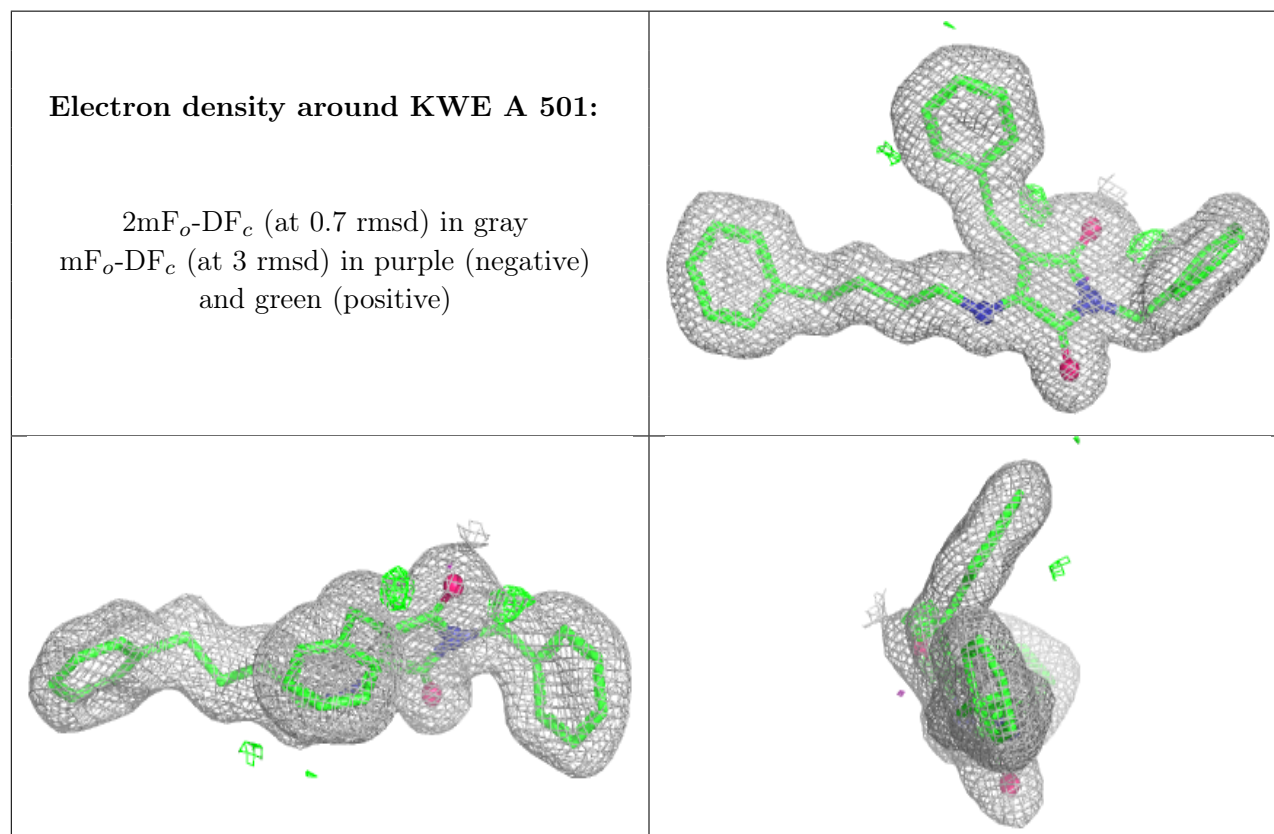 Electron density around KWE A 501:
2mFo-DFc (at 0.7 rmsd) in gray
mFo-DFc (at 3 rmsd) in purple (negative)
and green (positive)